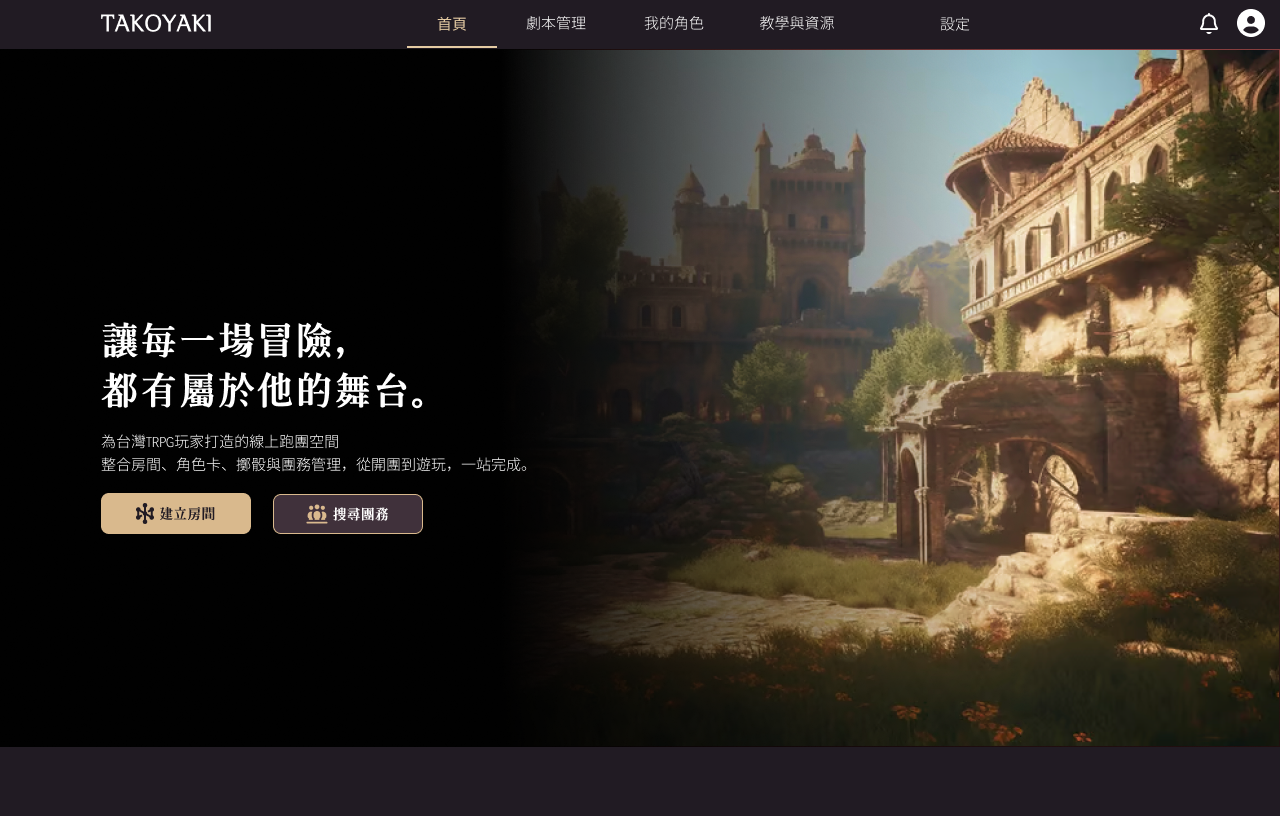 TAKOYAKI
首頁
劇本管理
我的角色
教學與資源
設定
讓每一場冒險,
都有屬於他的舞台。
為台灣TRPG玩家打造的線上跑團空間
整合房間、角色卡、擲骰與團務管理，從開團到遊玩，一站完成。
建立房間
搜尋團務